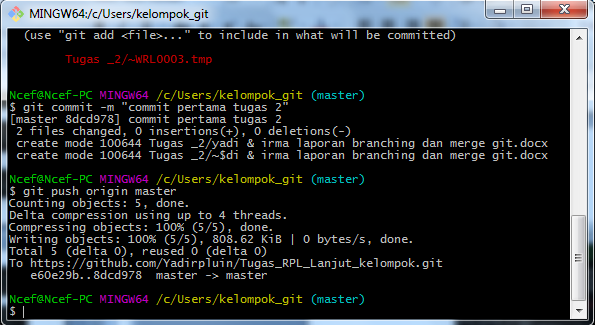 MINGW64:/c/Users/kelompok_git
(use "git add <file>..." to include in what will be committed)
Tugas _2/~WRL0003.tmp
Ncef@Ncef-PC MINGW64 /c/Users/kelompok_git (master)
$ git commit -m "commit pertama tugas 2"
[master 8dcd978] commit pertama tugas 2
2 files changed, 0 insertions(+), 0 deletions(-)
create mode 100644 Tugas _2/yadi & irma laporan branching dan merge git.docx
create mode 100644 Tugas _2/~$di & irma laporan branching dan merge git.docx
Ncef@Ncef-PC MINGW64 /c/Users/kelompok_git (master)
$ git push origin master
Counting objects: 5, done.
Delta compression using up to 4 threads.
Compressing objects: 100% (5/5), done.
Writing objects: 100% (5/5), 808.62 KiB | 0 bytes/s, done.
Total 5 (delta 0), reused 0 (delta 0)
To https://github.com/Yadirpluin/Tugas_RPL_Lanjut_kelompok.git
e60e29b..8dcd978  master -> master
Ncef@Ncef-PC MINGW64 /c/Users/kelompok_git (master)
$